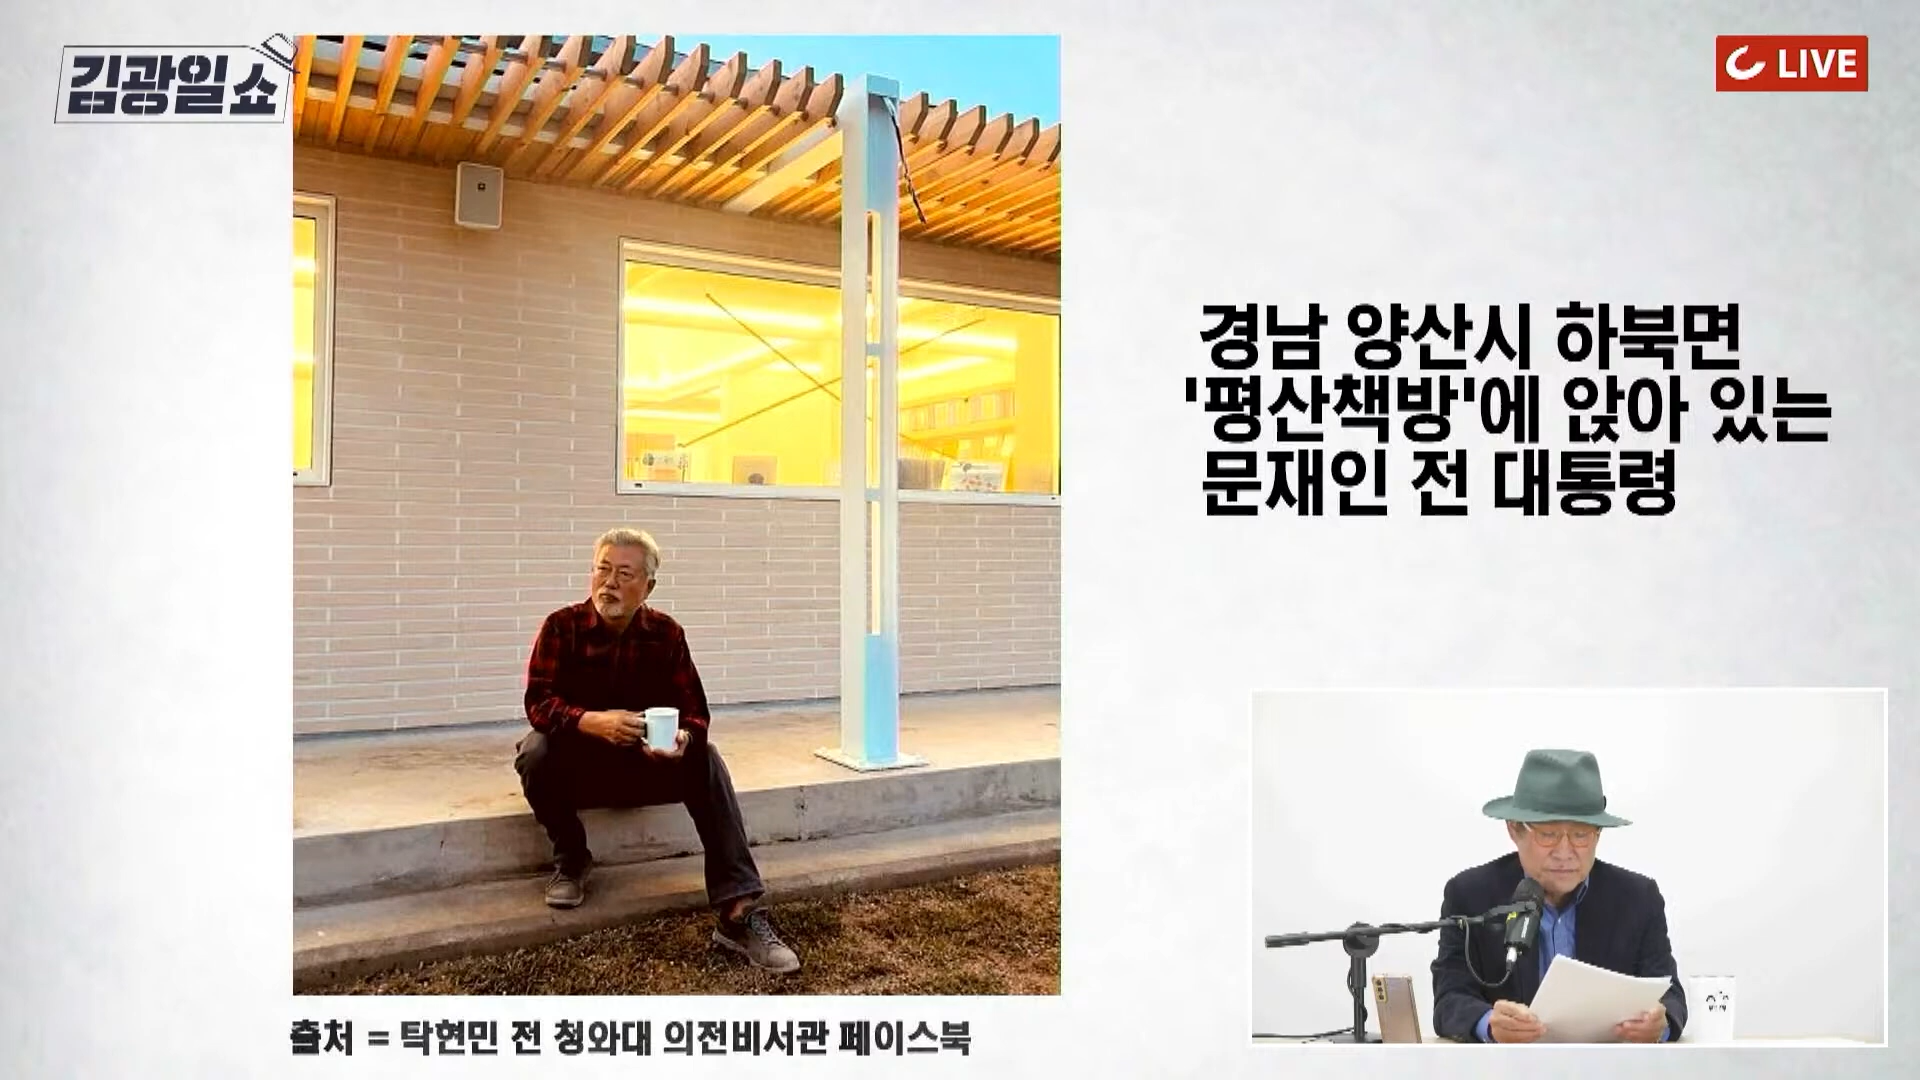 김광일쇼
LIVE
경남 양산시 하북면
'평산책방'에 앉아 있는
문재인 전 대통령
출처 = 탁현민 전 청와대 의전비서관 페이스북